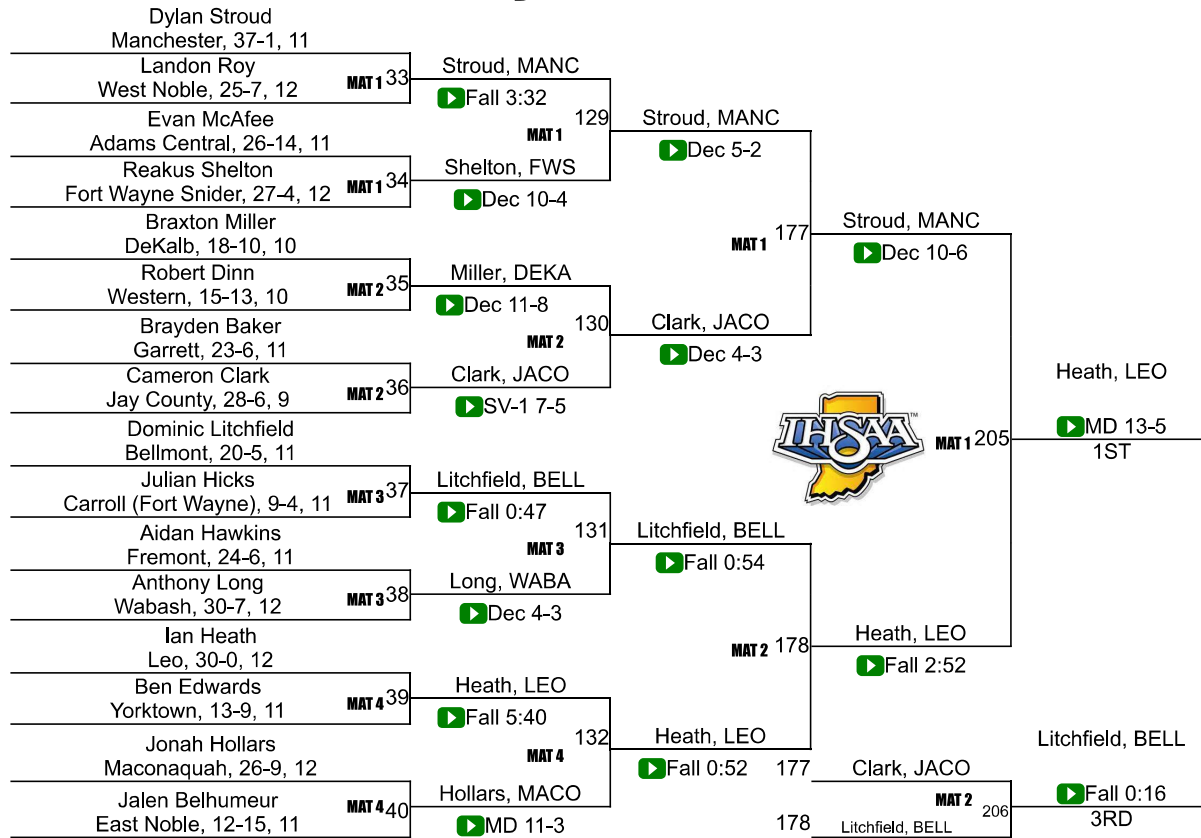 Dylan Stroud
Manchester, 37-1, 11
Landon Roy
West Noble, 25-7, 12
MAT 1 33
Stroud, MANC
Fall 3:32
Evan McAfee
Adams Central, 26-14, 11
Reakus Shelton
Fort Wayne Snider, 27-4, 12
MAT 1 34
Shelton, FWS
Dec 10-4
129
MAT 1
Stroud, MANC
Dec 5-2
Braxton Miller
DeKalb, 18-10, 10
Robert Dinn
Western, 15-13, 10
MAT 2 35
Miller, DEKA
Dec 11-8
Brayden Baker
Garrett, 23-6, 11
Cameron Clark
Jay County, 28-6, 9
MAT 2 36
Clark, JACO
SV-1 7-5
130
MAT 2
Clark, JACO
Dec 4-3
177
MAT 1
Stroud, MANC
Dec 10-6
Dominic Litchfield
Bellmont, 20-5, 11
Julian Hicks
Carroll (Fort Wayne), 9-4, 11
MAT 3 37
Litchfield, BELL
Fall 0:47
Aidan Hawkins
Fremont, 24-6, 11
Anthony Long
Wabash, 30-7, 12
MAT 3 38
Long, WABA
Dec 4-3
131
MAT 3
Litchfield, BELL
Fall 0:54
Ian Heath
Leo, 30-0, 12
Ben Edwards
Yorktown, 13-9, 11
MAT 4 39
Heath, LEO
Fall 5:40
Jonah Hollars
Maconaquah, 26-9, 12
Jalen Belhumeur
East Noble, 12-15, 11
MAT 4 40
Hollars, MACO
MD 11-3
132
MAT 4
Heath, LEO
Fall 0:52
MAT 2 178
Heath, LEO
Fall 2:52
IHSAA
TM
MAT 1 205
Heath, LEO
MD 13-5
1ST
177
Clark, JACO
178
Litchfield, BELL
MAT 2
206
Litchfield, BELL
Fall 0:16
3RD